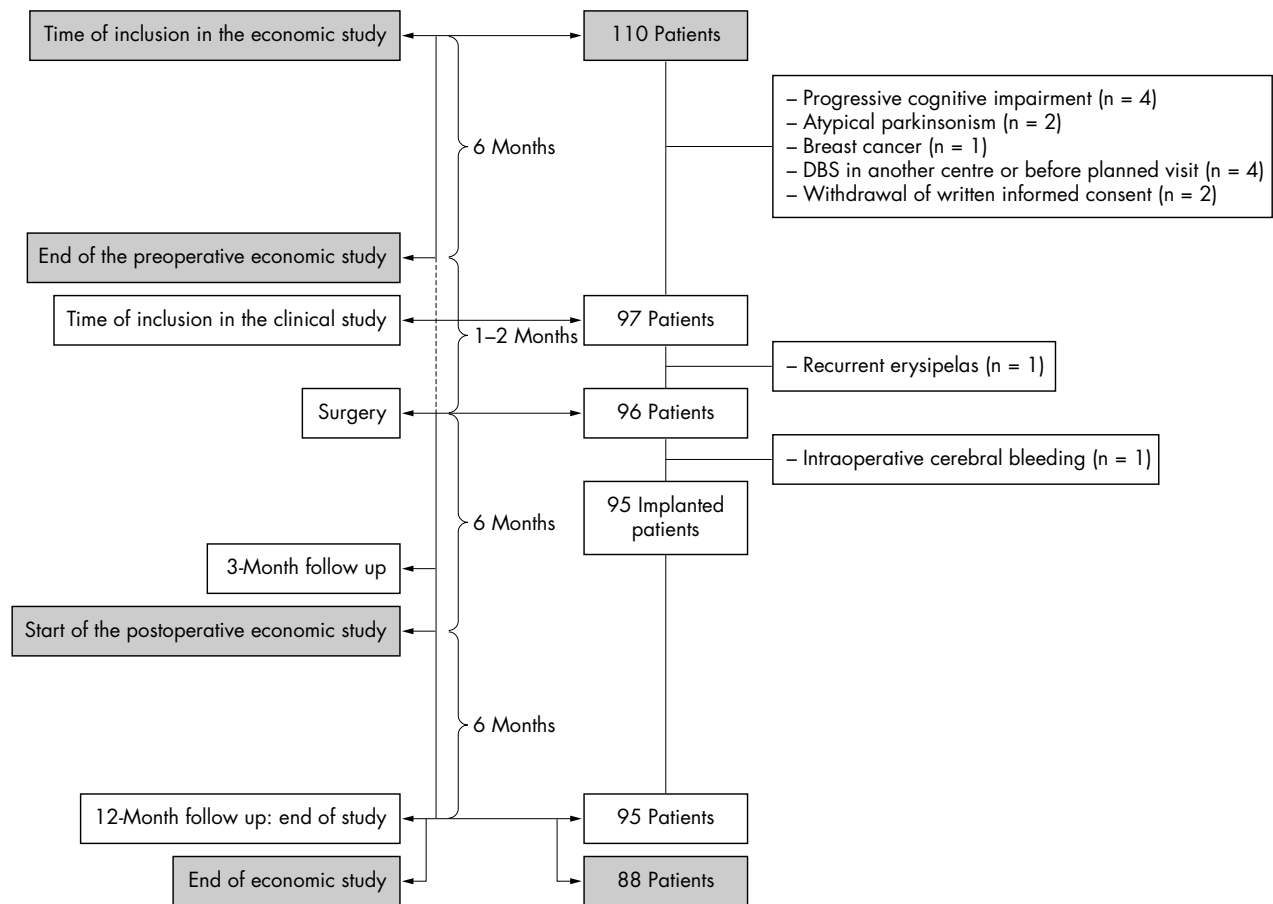 Time of inclusion in the economic study
110 Patients
– Progressive cognitive impairment (n = 4)
– Atypical parkinsonism (n = 2)
– Breast cancer (n = 1)
– DBS in another centre or before planned visit (n = 4)
– Withdrawal of written informed consent (n = 2)
6 Months
End of the preoperative economic study
Time of inclusion in the clinical study
97 Patients
1–2 Months
– Recurrent erysipelas (n = 1)
Surgery
96 Patients
– Intraoperative cerebral bleeding (n = 1)
95 Implanted
patients
6 Months
3-Month follow up
Start of the postoperative economic study
6 Months
12-Month follow up: end of study
95 Patients
End of economic study
88 Patients